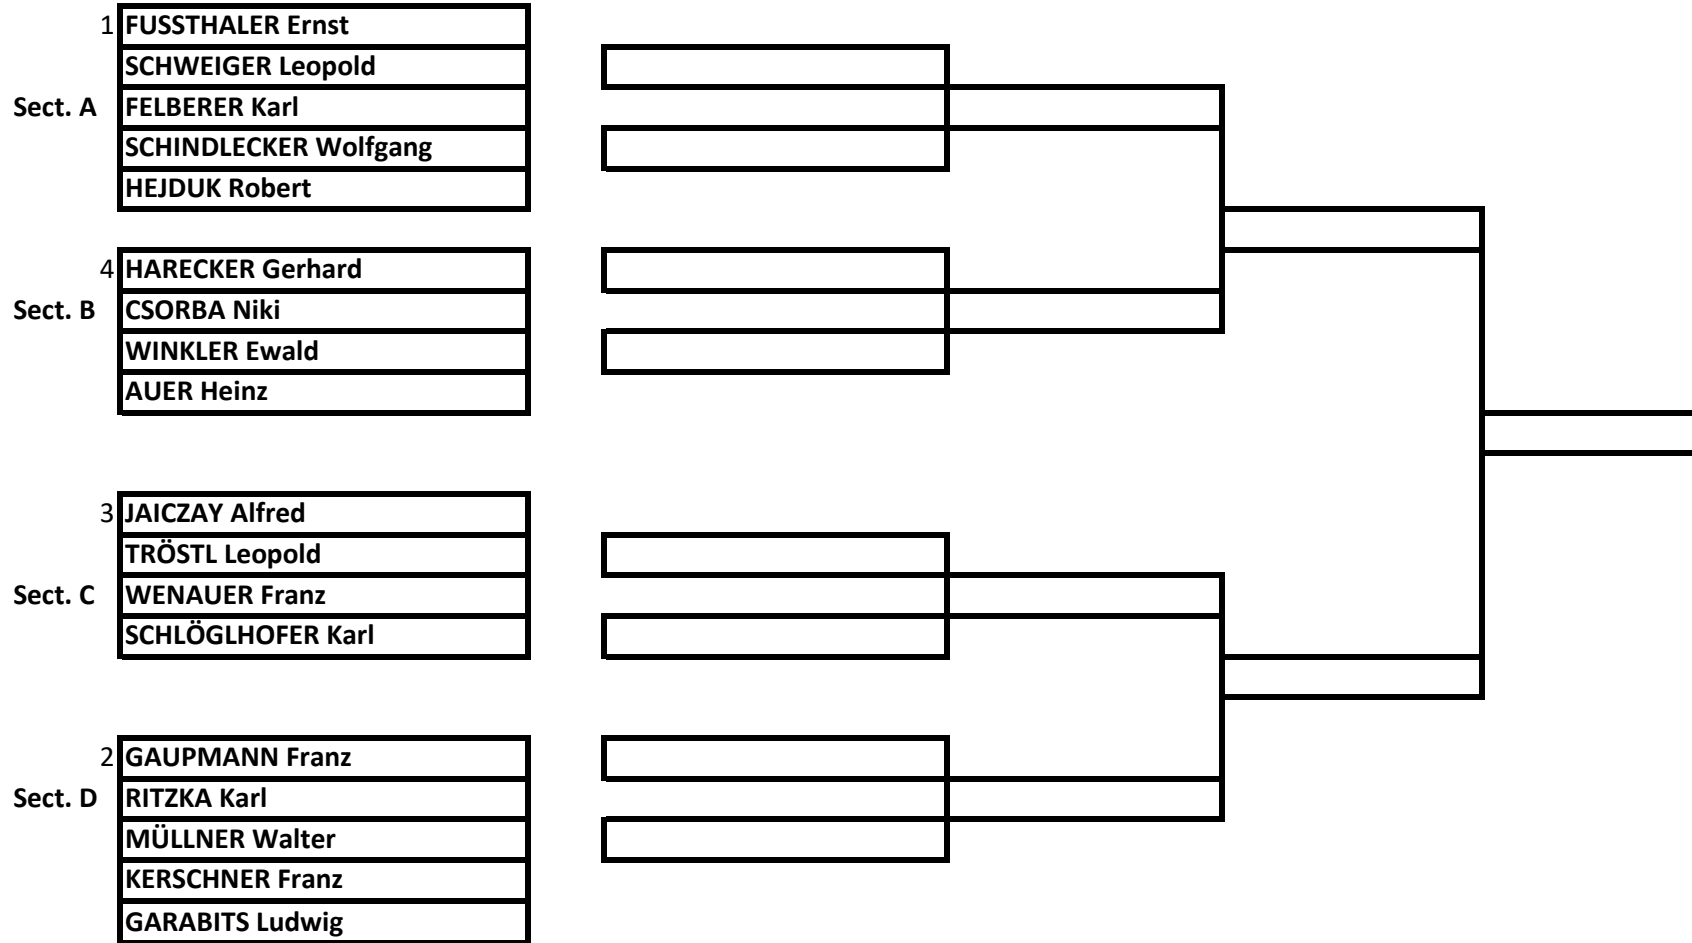 1 FUSSTHALER Ernst
SCHWEIGER Leopold
Sect. A FELBERER Karl
SCHINDLECKER Wolfgang
HEJDUK Robert
4 HARECKER Gerhard
Sect. B CSORBA Niki
WINKLER Ewald
AUER Heinz
3 JAICZAY Alfred
TRÖSTL Leopold
Sect. C WENAUER Franz
SCHLÖGLHOFER Karl
2 GAUPMANN Franz
Sect. D RITZKA Karl
MÜLLNER Walter
KERSCHNER Franz
GARABITS Ludwig